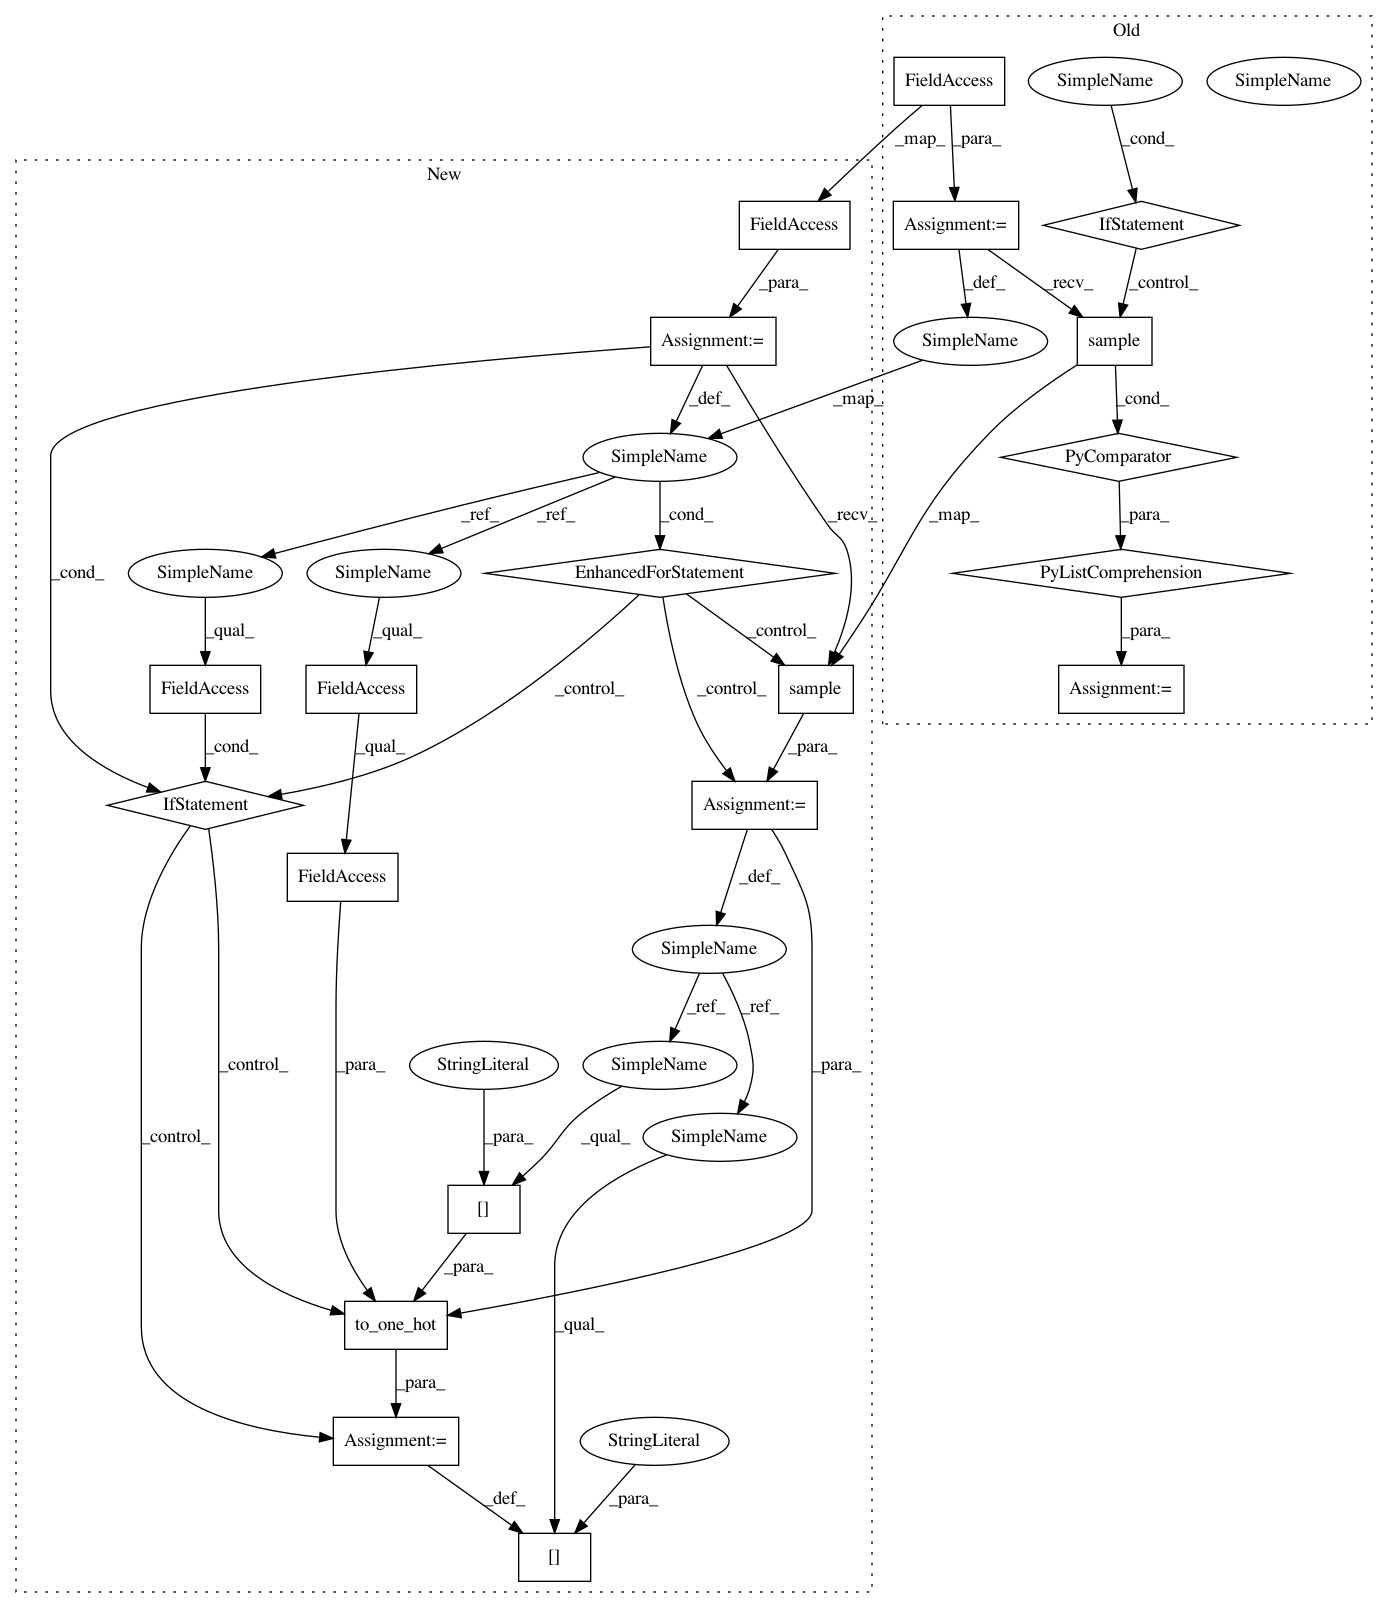 Old
FieldAccess
SimpleName
SimpleName
_map_
_para_
_cond_
New
FieldAccess
Assignment:=
IfStatement
_para_
_def_
_recv_
_control_
Assignment:=
SimpleName
sample
_def_
_map_
_cond_
SimpleName
PyComparator
_ref_
_ref_
_cond_
_recv_
_map_
_para_
_cond_
SimpleName
SimpleName
EnhancedForStatement
PyListComprehension
_qual_
_qual_
_control_
_para_
FieldAccess
FieldAccess
_control_
_control_
sample
Assignment:=
_cond_
_qual_
_para_
IfStatement
Assignment:=
FieldAccess
_def_
SimpleName
_ref_
_ref_
StringLiteral
SimpleName
_control_
_para_
_para_
_control_
_para_
_qual_
SimpleName
[]
_para_
to_one_hot
_qual_
_para_
Assignment:=
StringLiteral
_def_
_para_
[]